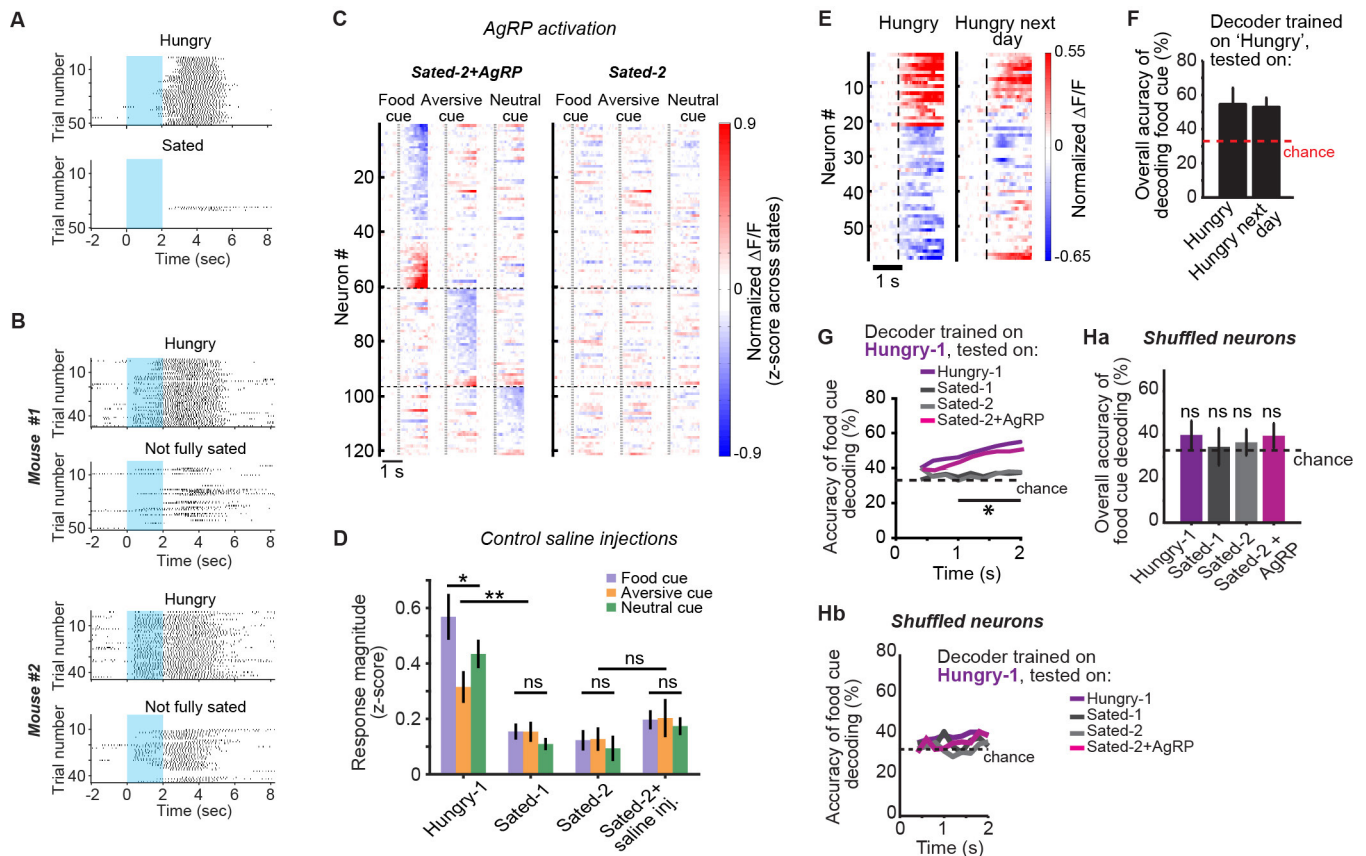 A
Hungry
Trial number
10
50
Sated
Trial number
10
50
-2 0 2 4 6 8
Time (sec)
B
Mouse #1
Hungry
Trial number
10
40
Not fully sated
Trial number
10
50
-2 0 2 4 6 8
Time (sec)
Mouse #2
Hungry
Trial number
10
40
Not fully sated
Trial number
10
40
-2 0 2 4 6 8
Time (sec)
C
AgRP activation
Sated-2+AgRP Sated-2
Food Aversive Neutral Food Aversive Neutral
cue cue cue cue cue cue
Neuron #
20
40
60
80
100
120
1 s
0.9
0
-0.9
Normalized ΔF/F
(z-score across states)
D
Control saline injections
Response magnitude
(z-score)
0.6
0.4
0.2
0
*
**
ns
ns
ns
ns
Food cue
Aversive cue
Neutral cue
Hungry-1
Sated-1
Sated-2
Sated-2+
saline inj.
E
Hungry Hungry next
day
Neuron #
10
20
30
40
50
1 s
0.55
0
-0.65
Normalized ΔF/F
F
Decoder trained
on ‘Hungry’,
tested on:
Overall acuracy of
decoding food cue (%)
80
60
40
20
0
chance
Hungry
Hungry next
day
G
Decoder trained on
Hungry-1, tested on:
Hungry-1
Sated-1
Sated-2
Sated-2+AgRP
Accuracy of food cue
decoding (%)
80
60
40
20
0
chance
*
0 1 2
Time (s)
Ha
Shuffled neurons
Overall accuracy of
food cue decoding (%)
60
40
20
0
ns ns ns ns
chance
Hungry-1
Sated-1
Sated-2
Sated-2 +
AgRP
Hb
Shuffled neurons
Decoder trained on
Hungry-1, tested on:
Hungry-1
Sated-1
Sated-2
Sated-2+AgRP
Accuracy of food cue
decoding (%)
80
60
40
20
0
chance
0 1 2
Time (s)